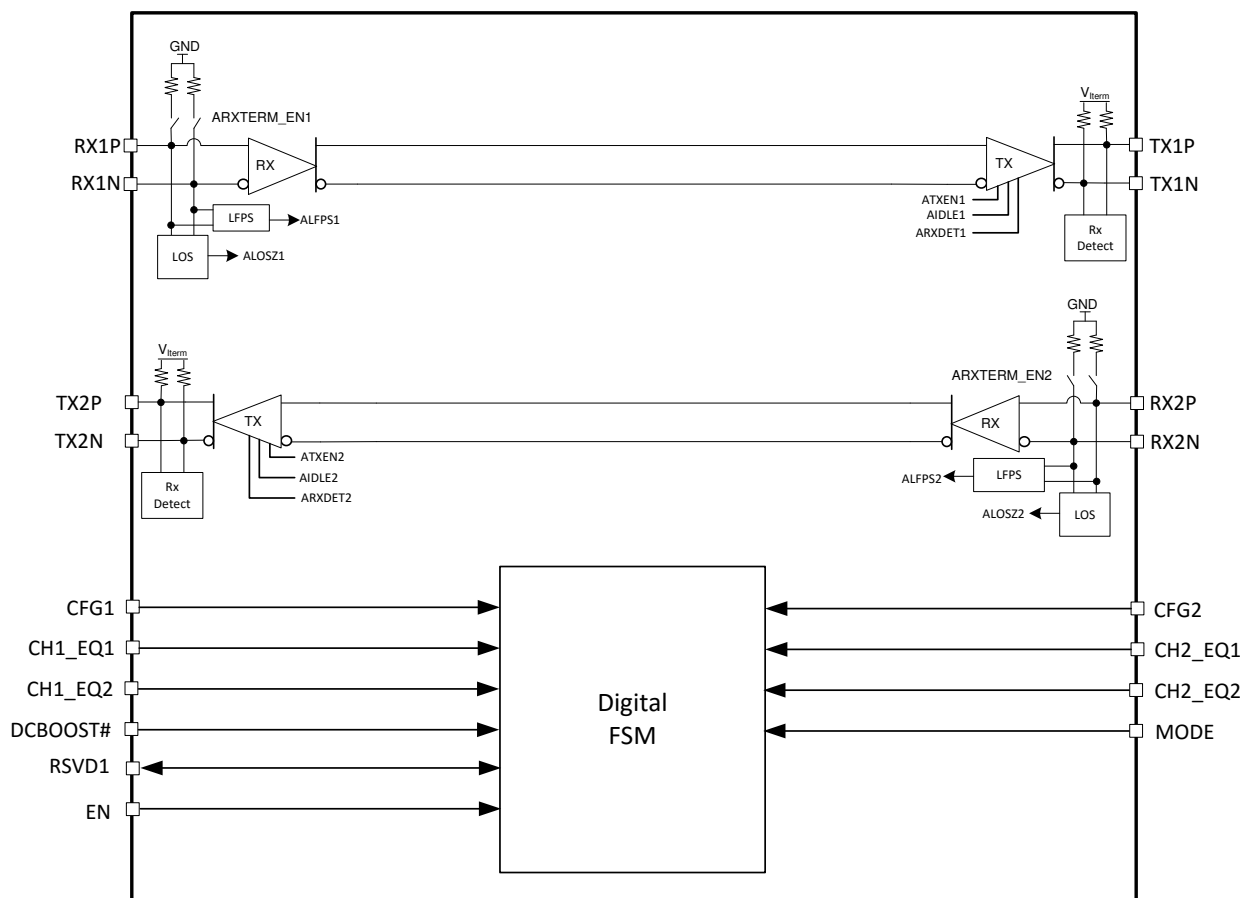 GND
ARXTERM_EN1
RX1P
RX1N
RX
LFPS
ALFPS1
LOS
ALOSZ1
VIterm
TX
TX1P
TX1N
ATXEN1
AIDLE1
ARXDET1
Rx
Detect
VIterm
TX2P
TX2N
TX
ATXEN2
AIDLE2
ARXDET2
Rx
Detect
GND
ARXTERM_EN2
RX2P
RX2N
RX
LFPS
ALFPS2
LOS
ALOSZ2
CFG1
CH1_EQ1
CH1_EQ2
DCBOOST#
RSVD1
EN
Digital
FSM
CFG2
CH2_EQ1
CH2_EQ2
MODE